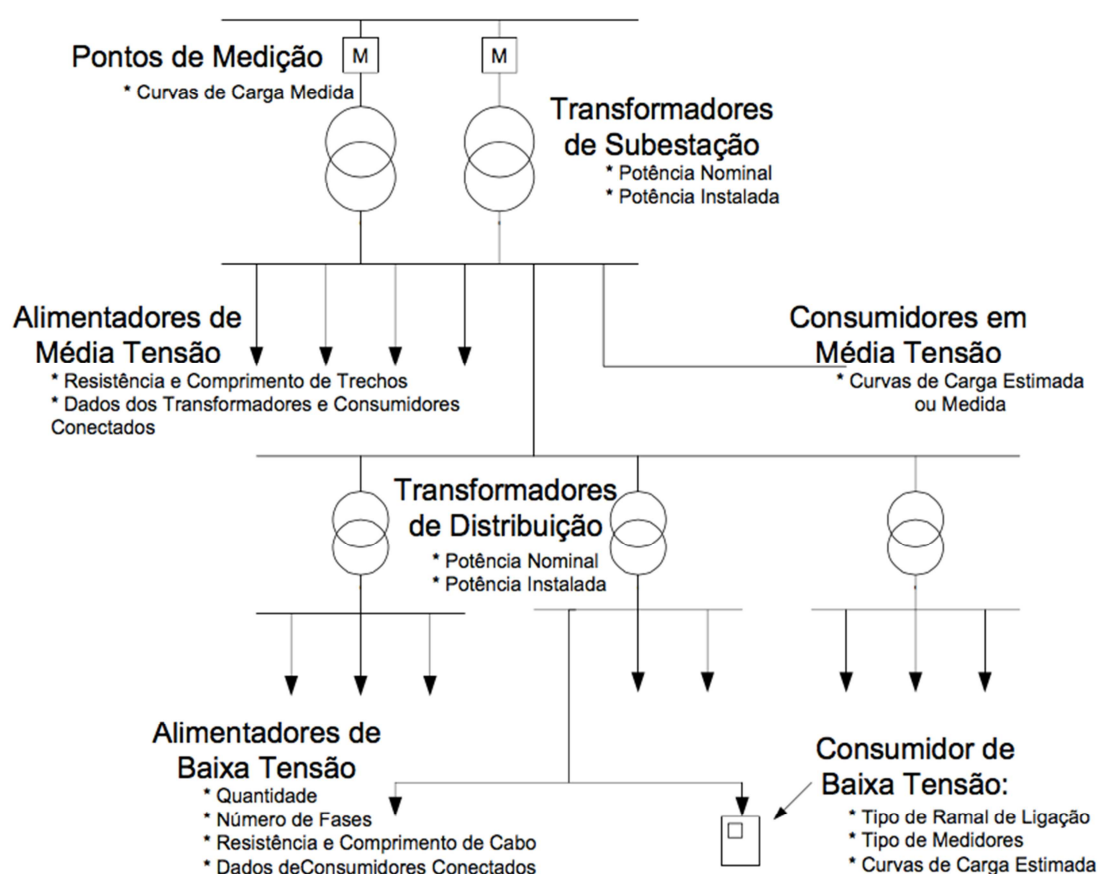 Pontos de Medição
M
M
* Curvas de Carga Medida
Transformadores
de Subestação
* Potência Nominal
* Potência Instalada
Alimentadores de
Média Tensão
* Resistência e Comprimento de Trechos
* Dados dos Transformadores e Consumidores
Conectados
Consumidores em
Média Tensão
* Curvas de Carga Estimada
ou Medida
Transformadores
de Distribuição
* Potência Nominal
* Potência Instalada
Alimentadores de
Baixa Tensão
* Quantidade
* Número de Fases
* Resistência e Comprimento de Cabo
* Dados deConsumidores Conectados
Consumidor de
Baixa Tensão:
* Tipo de Ramal de Ligação
* Tipo de Medidores
* Curvas de Carga Estimada